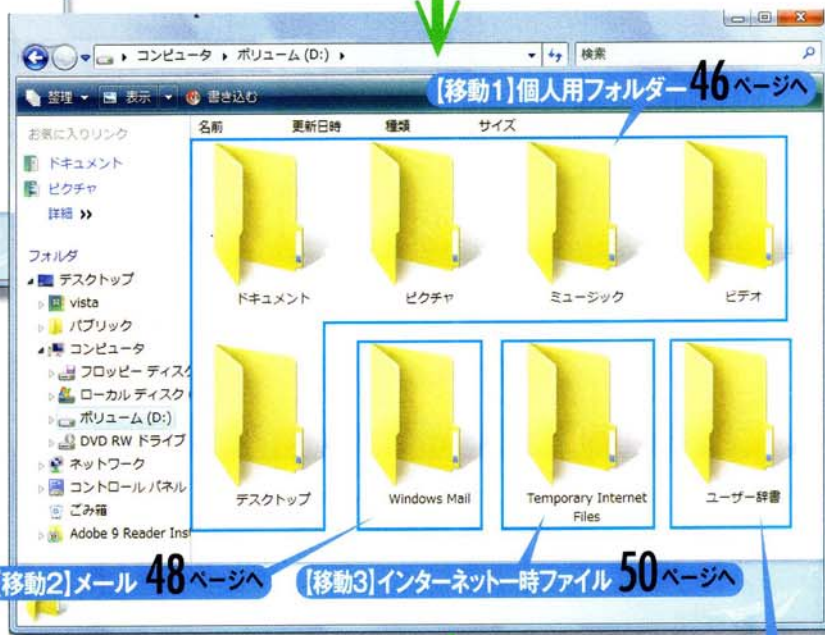 コンピュータ ▸ ボリューム (D:) ▸
検索
整理
表示
書き込む
【移動1】個人用フォルダー 46ページへ
お気に入りリンク
ドキュメント
ピクチャ
詳細 >>
フォルダ
デスクトップ
vista
パブリック
コンピュータ
フロッピー ディスク
ローカル ディスク (
ボリューム (D:)
DVD RW ドライブ
ネットワーク
コントロール パネル
ごみ箱
Adobe 9 Reader Inst
名前 更新日時 種類 サイズ
ドキュメント ピクチャ ミュージック ビデオ
デスクトップ Windows Mail Temporary Internet Files ユーザー辞書
【移動2】メール 48ページへ
【移動3】インターネット一時ファイル 50ページへ